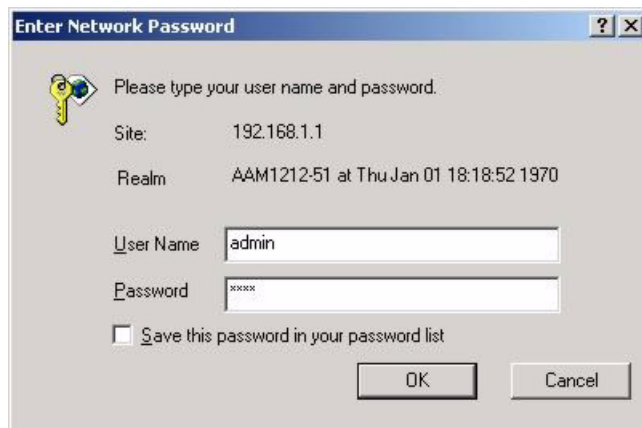 Enter Network Password
Please type your user name and password.
Site: 192.168.1.1
Realm AAM1212-51 at Thu Jan 01 18:18:52 1970
User Name admin
Password ****
Save this password in your password list
OK Cancel